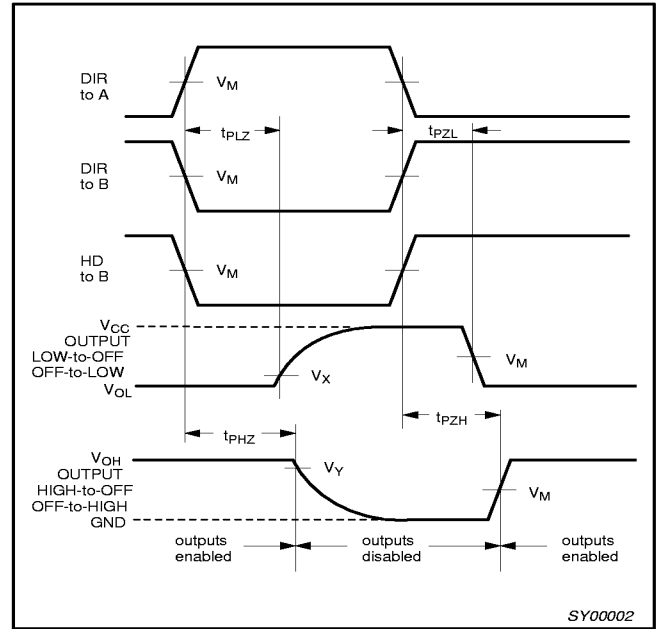 DIR
to A
VM
tPLZ
tPZL
DIR
to B
VM
HD
to B
VM
VCC
OUTPUT
LOW-to-OFF
OFF-to-LOW
VOL
VX
VM
tPHZ
tPZH
VOH
OUTPUT
HIGH-to-OFF
OFF-to-HIGH
GND
VY
VM
outputs
enabled
outputs
disabled
outputs
enabled
SY00002